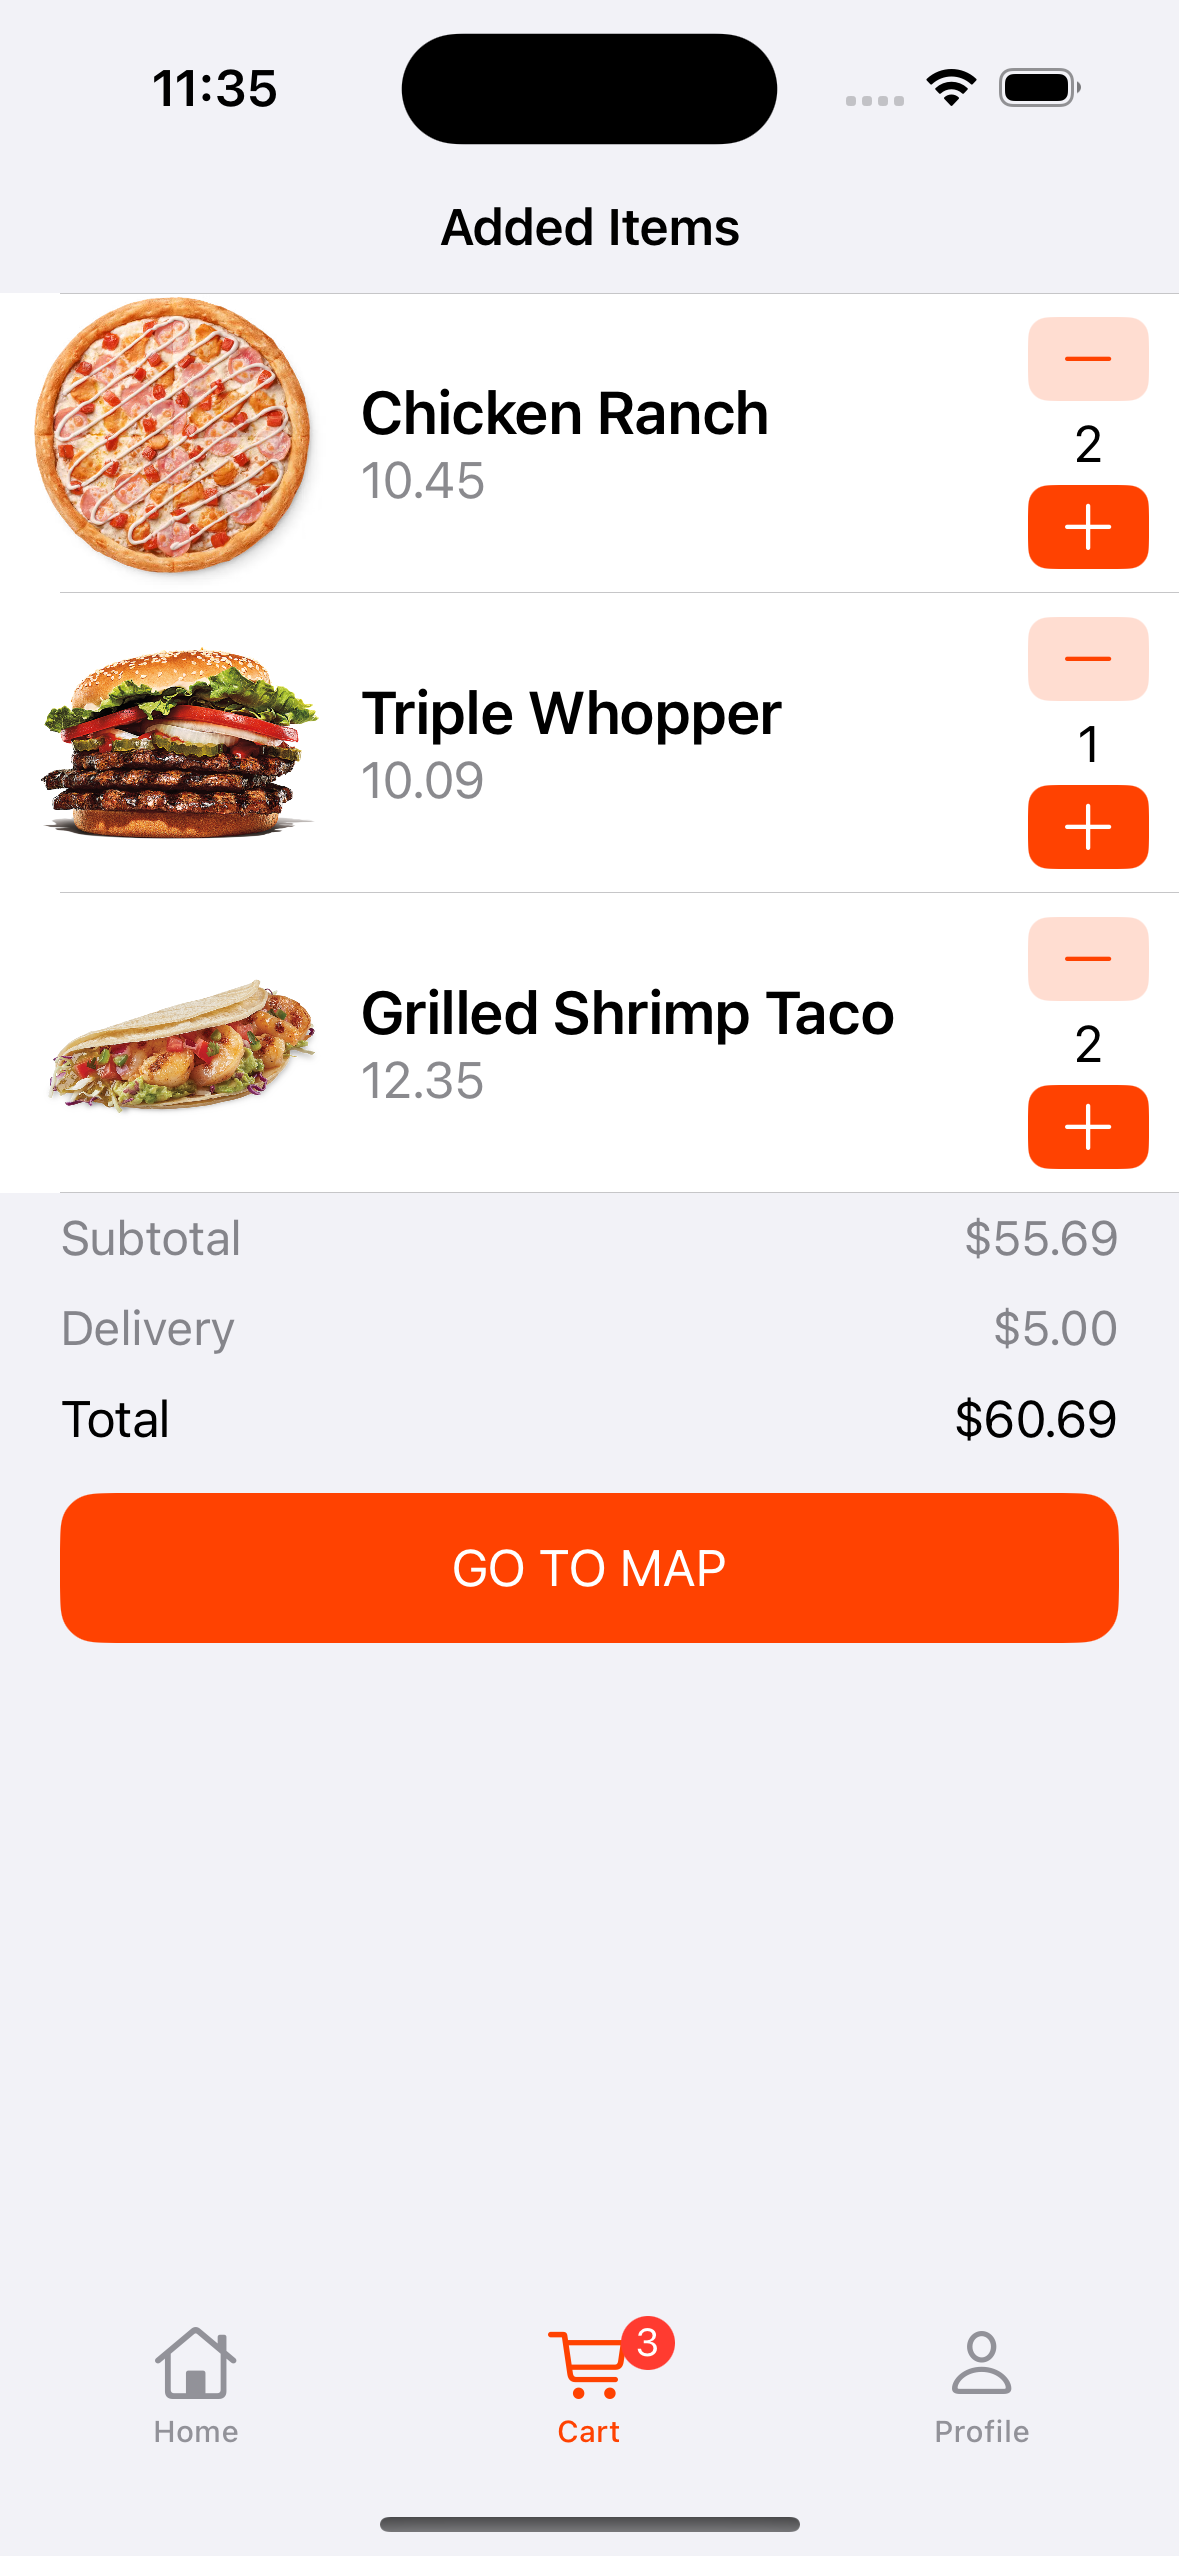 11:35
Added Items
Chicken Ranch
10.45
2
Triple Whopper
10.09
1
Grilled Shrimp Taco
12.35
2
Subtotal $55.69
Delivery $5.00
Total $60.69
GO TO MAP
3
Home Cart Profile